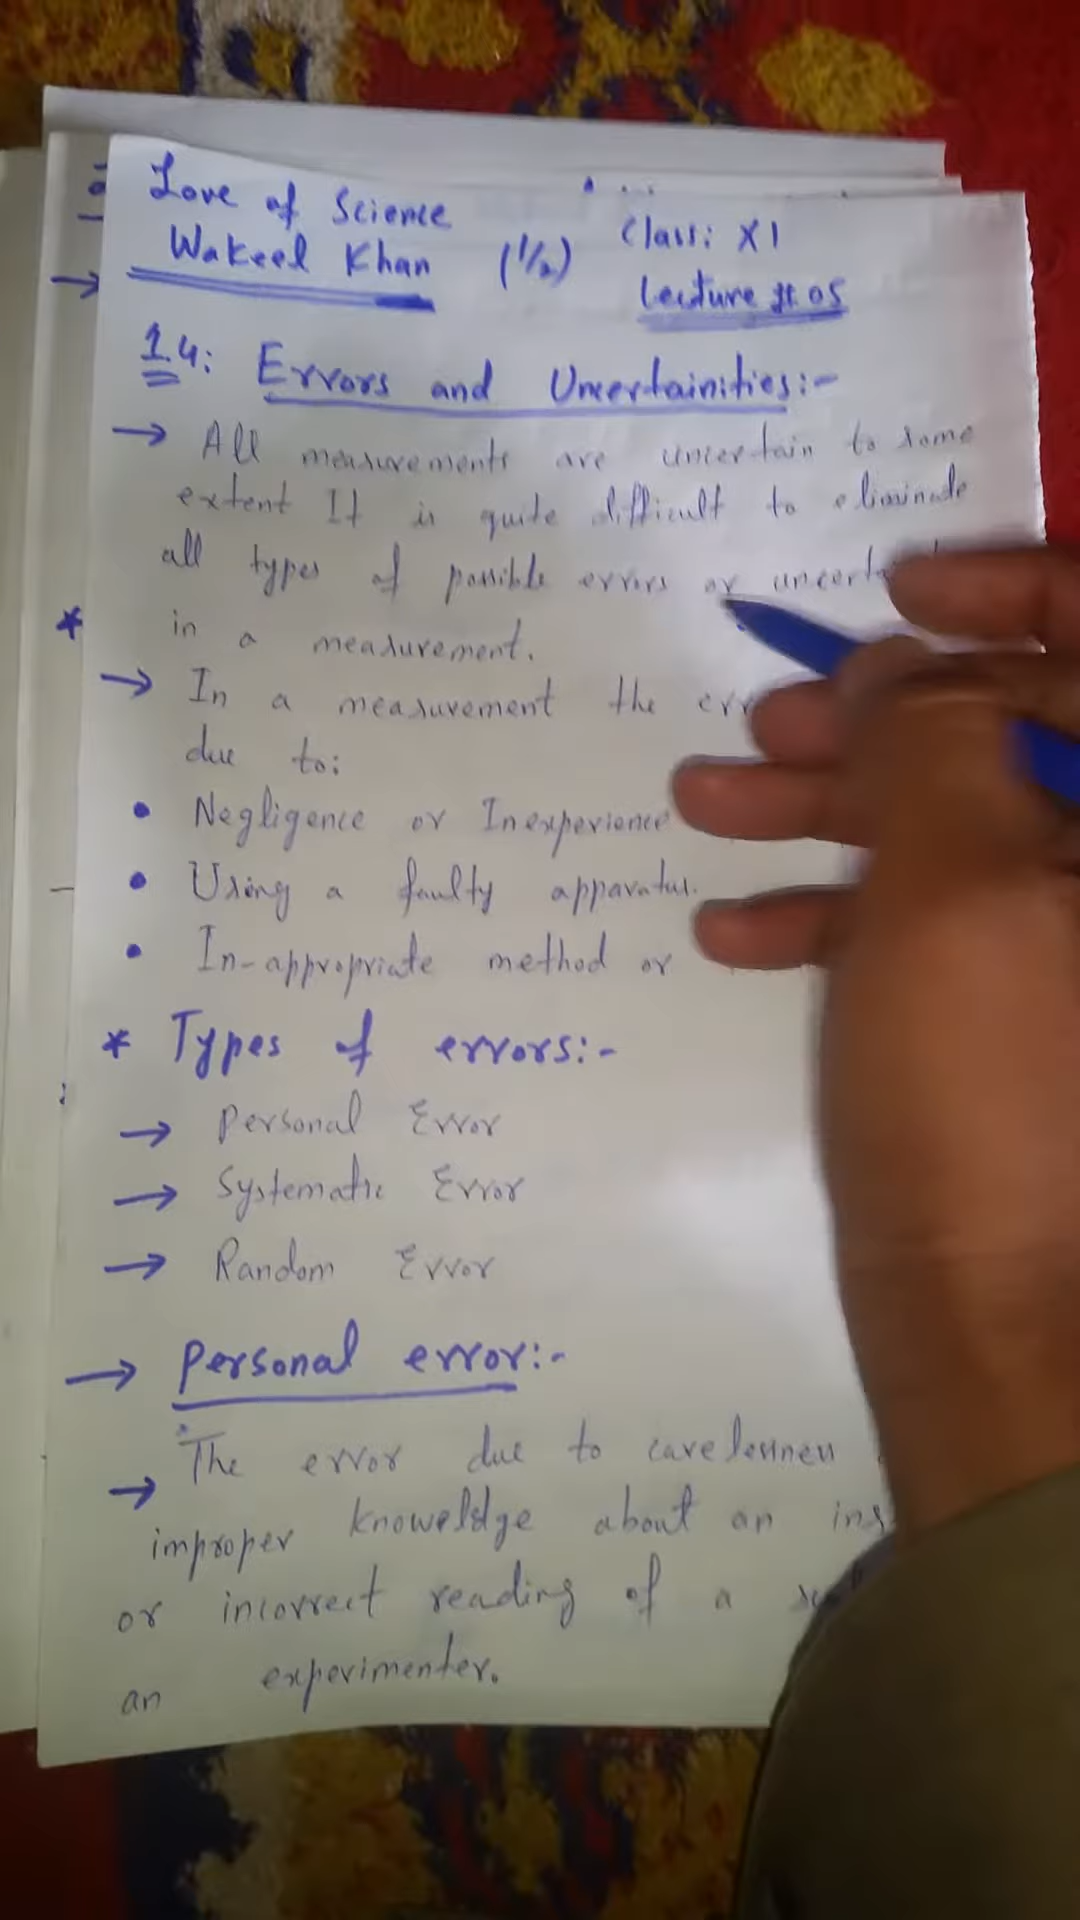 Love of Science
Wakeel Khan (1/2)
Class: XI
Lecture # 05
1.4: Errors and Uncertainities:-
→ All measurements are uncertain to some
extent It is quite difficult to eliminate
all types of possible errors or
in a measurement.
→ In a measurement the
due to:
• Negligence or Inexperience
• Using a faulty apparatus.
• In-appropriate method or
* Types of errors:-
→ Personal Error
→ Systematic Error
→ Random Error
→ Personal error:-
→ The error due to carelessness
improper knoweldge about an
or incorrect reading of a
an experimenter.